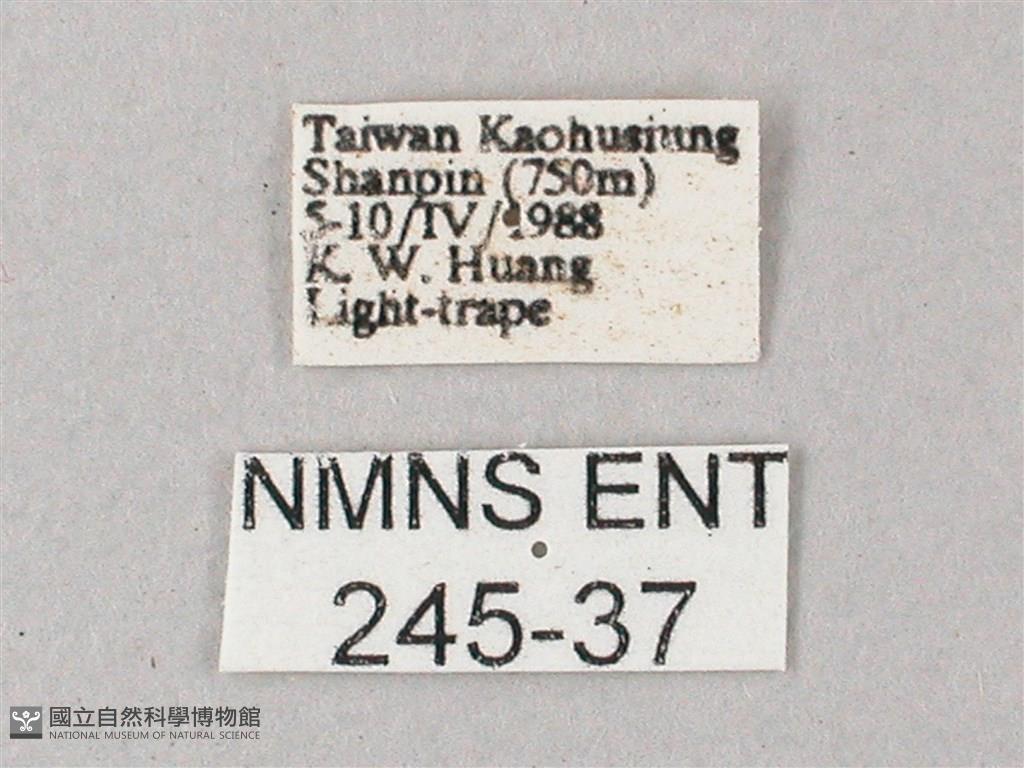 Taiwan Kaohusiung
Shanpin (750m)
5-10/IV/1988
K. W. Huang
Light-trape
NMNS ENT
245-37
國立自然科學博物館
NATIONAL MUSEUM OF NATURAL SCIENCE